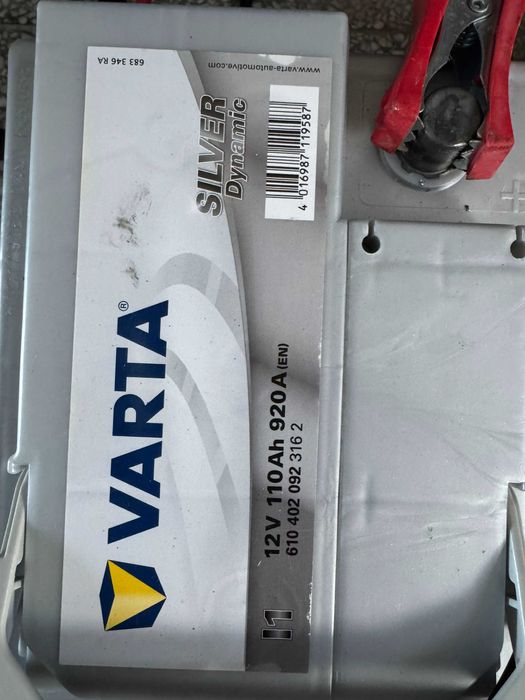 683 346 RA
www.varta-automotive.com
SILVER
Dynamic
4 016987 119587
VARTA®
12V 110Ah 920A (EN)
610 402 092 316 2
I1
+